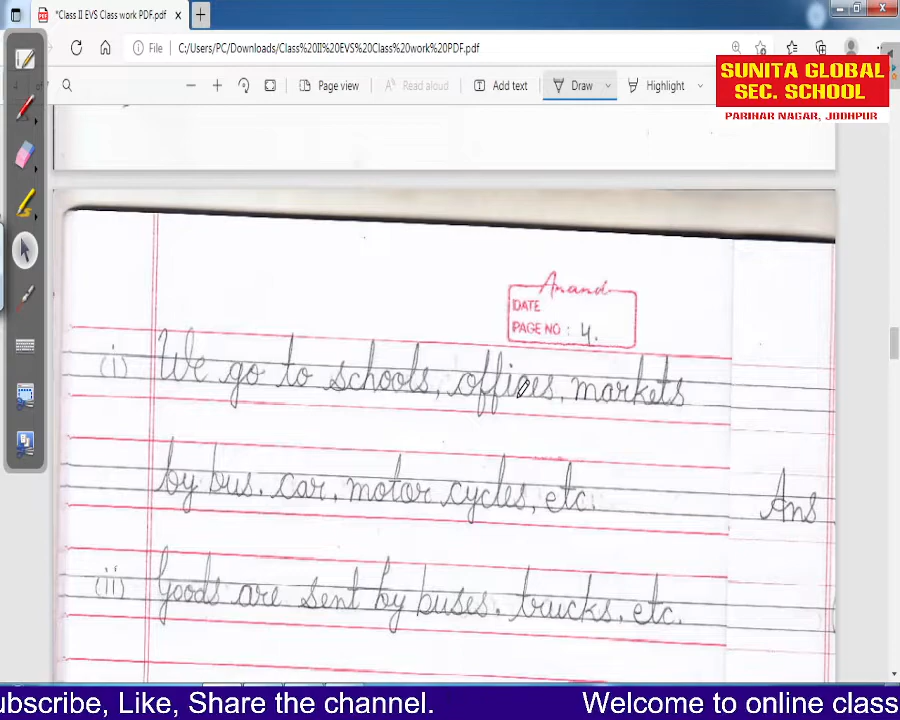 *Class II EVS Class work PDF.pdf
File C:/Users/PC/Downloads/Class%20II%20EVS%20Class%20work%20PDF.pdf
Page view Read aloud Add text Draw Highlight
SUNITA GLOBAL
SEC. SCHOOL
PARIHAR NAGAR, JODHPUR
Anand
DATE
PAGE NO : 4.
(i) We go to schools, offices, markets
by bus. car. motor cycles, etc.
Ans
(ii) Goods are sent by buses. trucks. etc.
ubscribe, Like, Share the channel. Welcome to online class